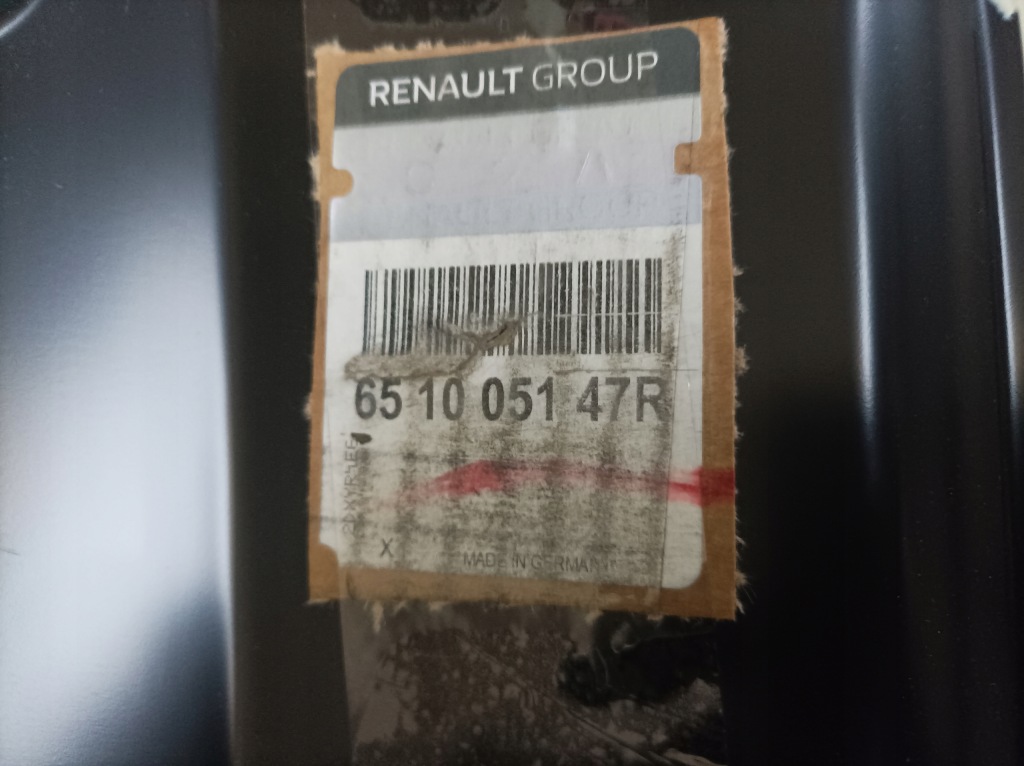 RENAULT GROUP
65 10 051 47R
X
MADE IN GERMANY